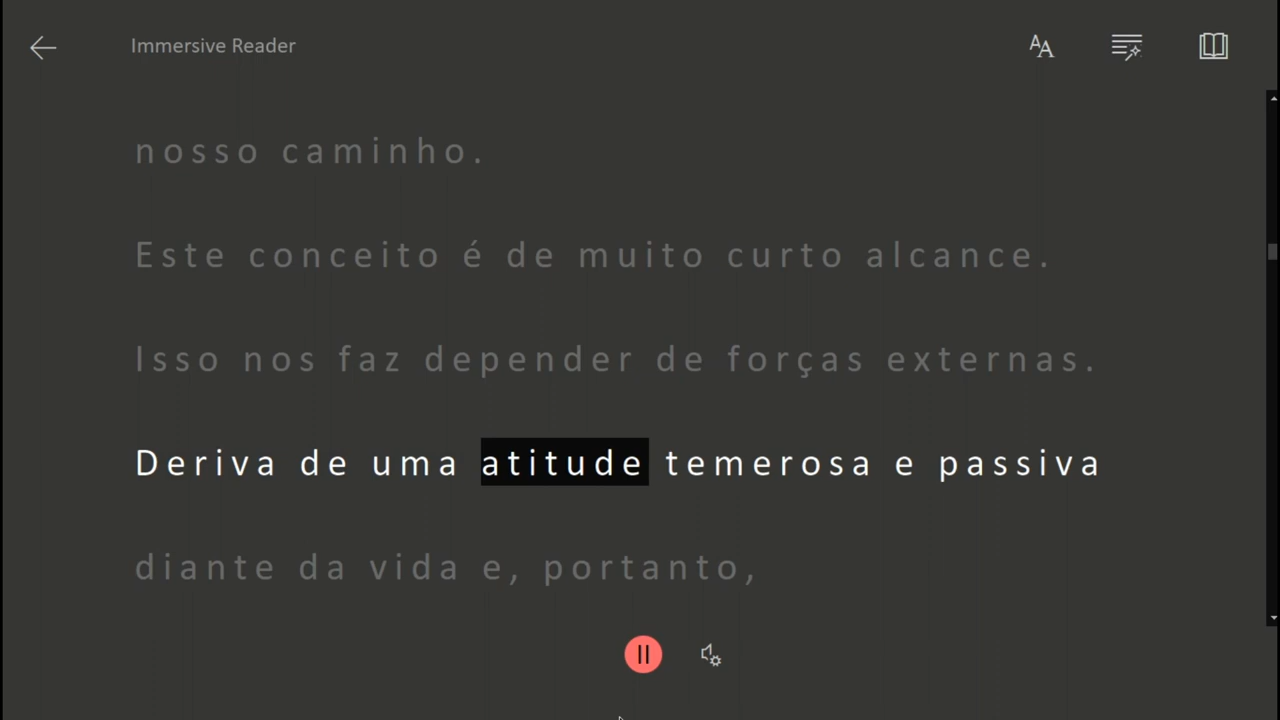 Immersive Reader
nosso caminho.
Este conceito é de muito curto alcance.
Isso nos faz depender de forças externas.
Deriva de uma atitude temerosa e passiva
diante da vida e, portanto,